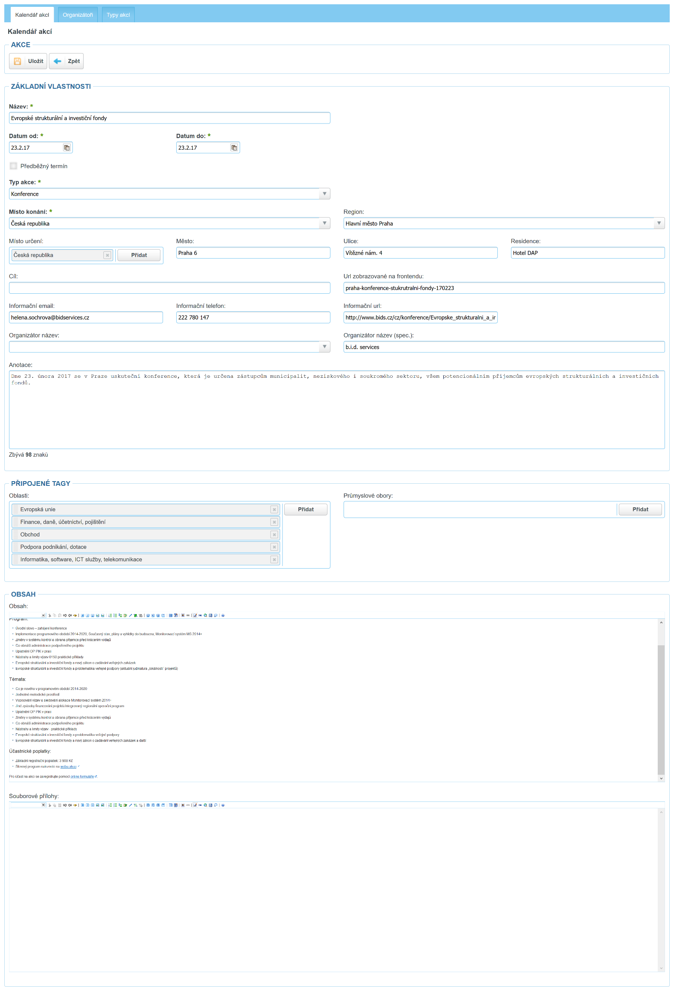 Kalendář akcí Organizátoři Typy akcí
Kalendář akcí
AKCE
Uložit Zpět
ZÁKLADNÍ VLASTNOSTI
Název: *
Evropské strukturální a investiční fondy
Datum od: * Datum do: *
23.2.17 23.2.17
Předběžný termín
Typ akce: *
Konference
Místo konání: * Region:
Česká republika Hlavní město Praha
Místo určení: Město: Ulice: Residence:
Česká republika Přidat Praha 6 Vítězné nám. 4 Hotel DAP
Cíl: Url zobrazované na frontendu:
praha-konference-stukrutralni-fondy-170223
Informační email: Informační telefon: Informační url:
helena.sochrova@bidservices.cz 222 780 147 http://www.bids.cz/cz/konference/Evropske_strukturalni_a_ir
Organizátor název: Organizátor název (spec.):
b.i.d. services
Anotace:
Dne 23. února 2017 se v Praze uskuteční konference, která je určena zástupcům municipalit, neziskového i soukromého sektoru, všem potencionálním příjemcům evropských strukturálních a investičních
fondů.
Zbývá 98 znaků
PŘIPOJENÉ TAGY
Oblasti: Průmyslové obory:
Evropská unie Přidat Přidat
Finance, daně, účetnictví, pojištění
Obchod
Podpora podnikání, dotace
Informatika, software, ICT služby, telekomunikace
OBSAH
Obsah:
Program:
Úvodní slovo – zahájení konference
Implementace programového období 2014-2020, Současný stav, plány a vyhlídky do budoucna, Monitorovací systém MS 2014+
Změny v systému kontrol a obrana příjemce před krácením výdajů
Co obnáší administrace podpořeného projektu
Uplatnění OP PIK v praxi
Nástrahy a limity výzev 0150 praktické příklady
Evropské strukturální a investiční fondy a nový zákon o zadávání veřejných zakázek
Evropské strukturální a investiční fondy a problematika veřejné podpory (aktuální judikatura „lokálnosti“ projektů)
Témata:
Co je nového v programovém období 2014-2020
Jednotné metodické prostředí
Vypisování výzev a sledování alokace Monitorovací systém 2014+
Jiné způsoby financování projektů Integrovaný regionální operační program
Uplatnění OP PIK v praxi
Změny v systému kontrol a obrana příjemce před krácením výdajů
Co obnáší administrace podpořeného projektu
Nástrahy a limity výzev - praktické příklady
Evropské strukturální a investiční fondy a problematika veřejné podpory
Evropské strukturální a investiční fondy a nový zákon o zadávání veřejných zakázek a další
Účastnické poplatky:
Základní registrační poplatek: 3 900 Kč
Slevový program naleznete na webu akce
Pro účast na akci se zaregistrujte pomocí online formuláře.
Souborové přílohy: